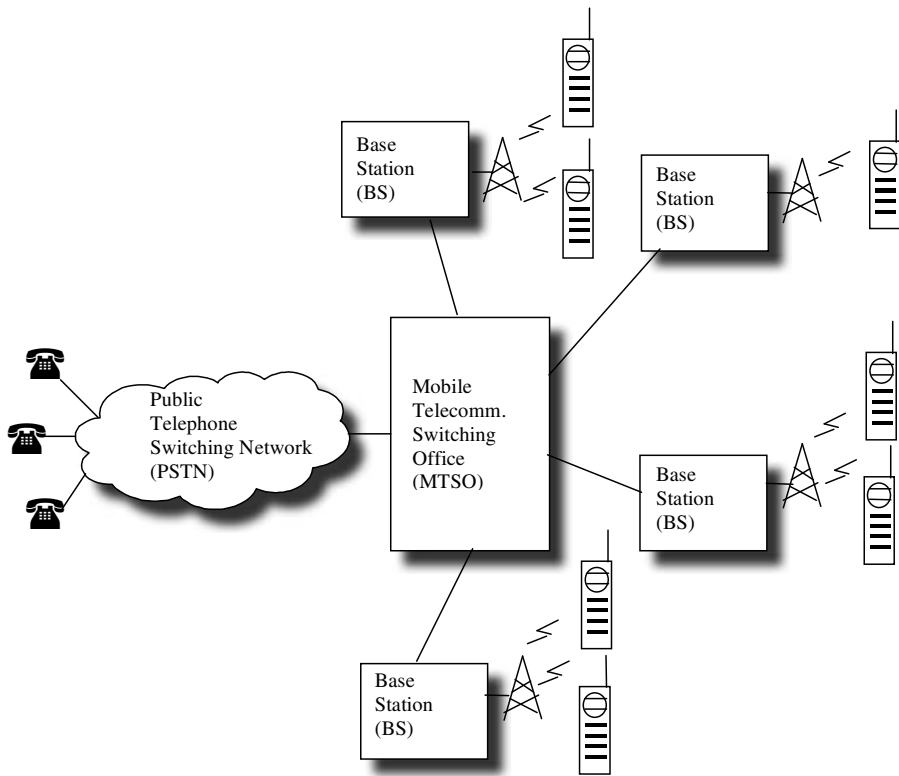 Base
Station
(BS)
Base
Station
(BS)
Public
Telephone
Switching Network
(PSTN)
Mobile
Telecomm.
Switching
Office
(MTSO)
Base
Station
(BS)
Base
Station
(BS)